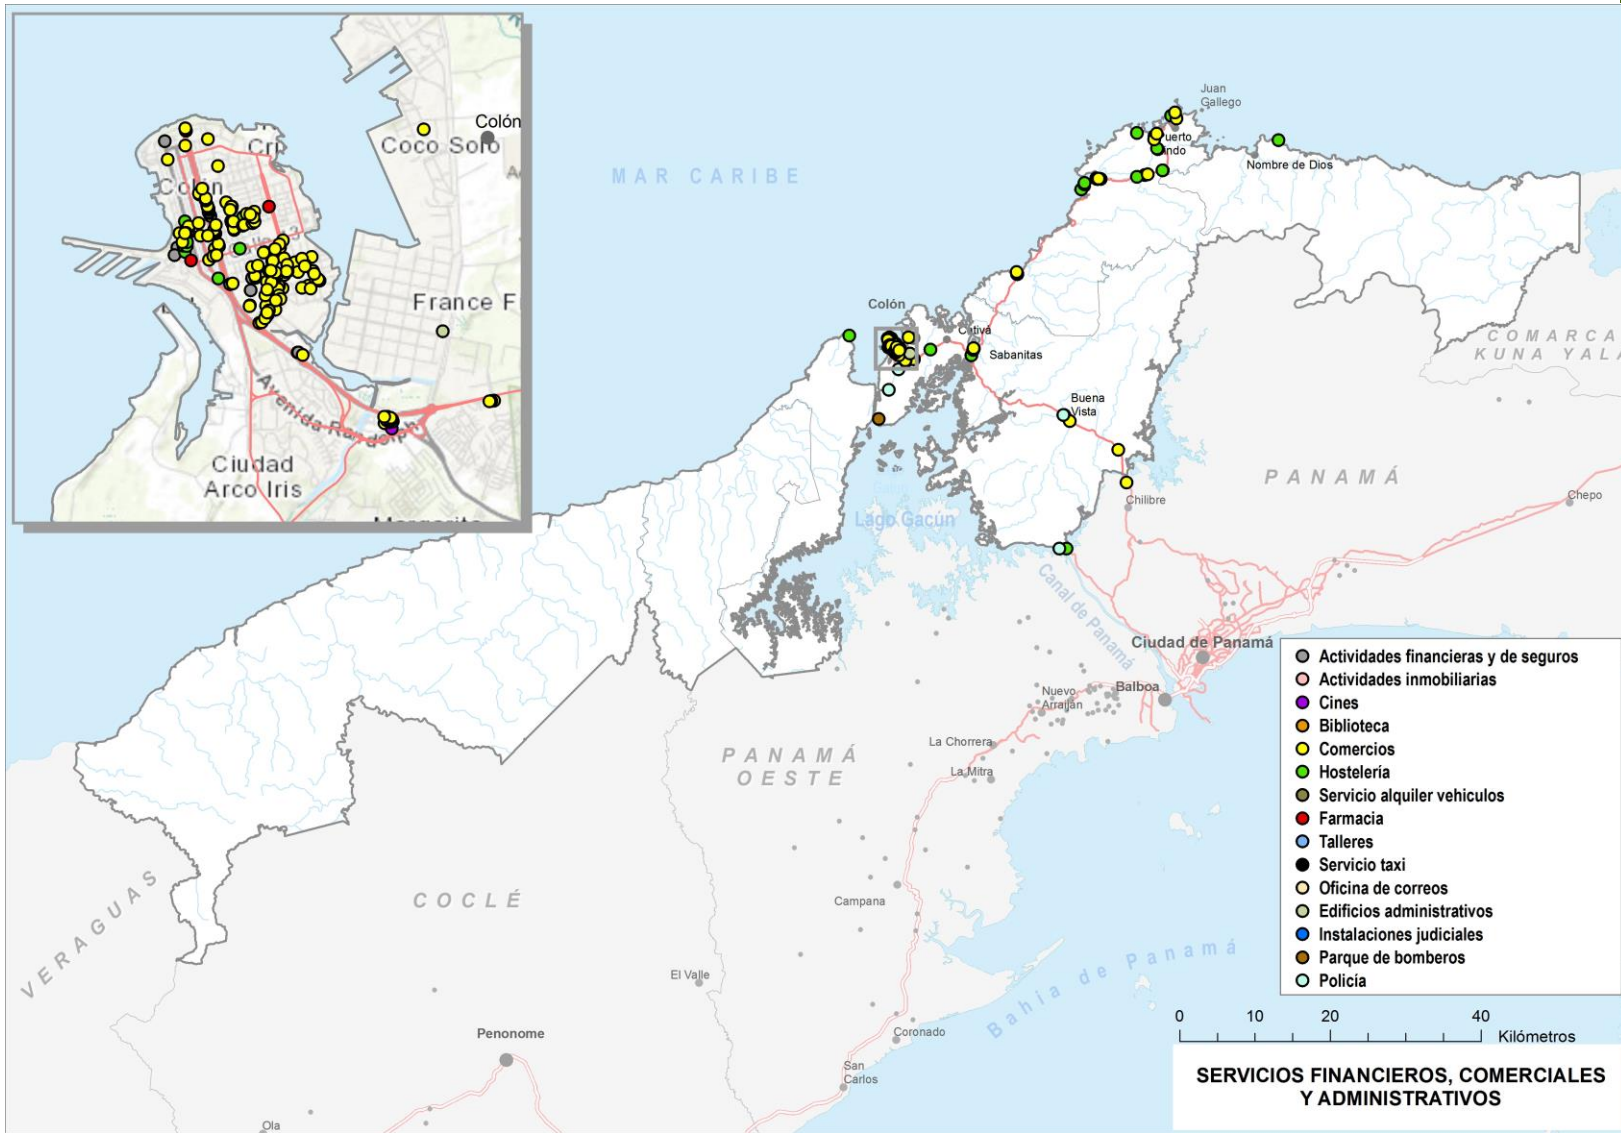 Colón
Cri
Coco Solo
Colón
France F
Avenida Randolph
Ciudad
Arco Iris
Margarita
MAR CARIBE
Juan
Gallego
Nombre de Dios
Colón
Sabanitas
COMARCA
KUNA YALA
Buena
Vista
PANAMÁ
Chilibre
Chepo
Canal de Panamá
Ciudad de Panamá
Balboa
Nuevo
Arraiján
La Chorrera
La Mitra
PANAMÁ
OESTE
COCLÉ
VERAGUAS
Campana
El Valle
Bahía de Panamá
Coronado
Penonome
San
Carlos
Ola
Actividades financieras y de seguros
Actividades inmobiliarias
Cines
Biblioteca
Comercios
Hostelería
Servicio alquiler vehiculos
Farmacia
Talleres
Servicio taxi
Oficina de correos
Edificios administrativos
Instalaciones judiciales
Parque de bomberos
Policía
0 10 20 40
Kilómetros
SERVICIOS FINANCIEROS, COMERCIALES
Y ADMINISTRATIVOS